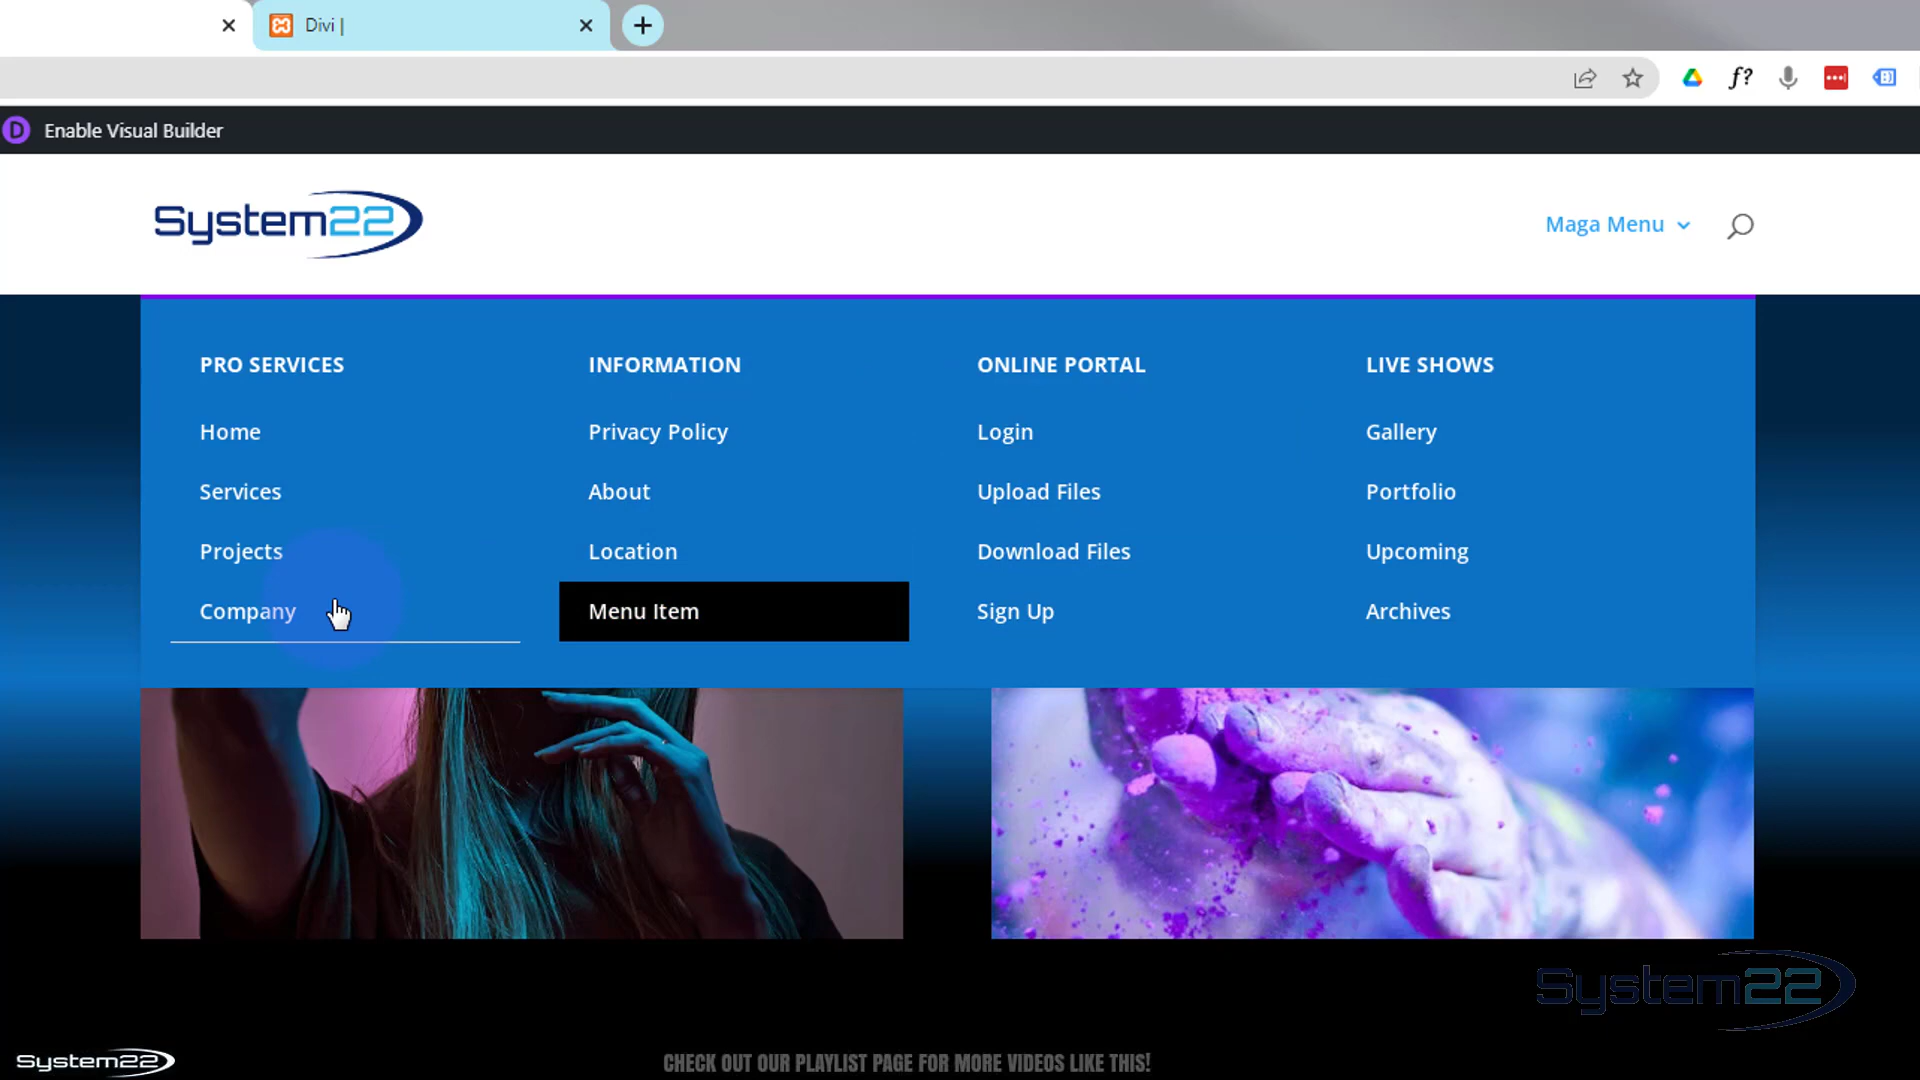 Divi |
f?
D Enable Visual Builder
System22
Maga Menu
PRO SERVICES INFORMATION ONLINE PORTAL LIVE SHOWS
Home Privacy Policy Login Gallery
Services About Upload Files Portfolio
Projects Location Download Files Upcoming
Company Menu Item Sign Up Archives
System22
System22
CHECK OUT OUR PLAYLIST PAGE FOR MORE VIDEOS LIKE THIS!